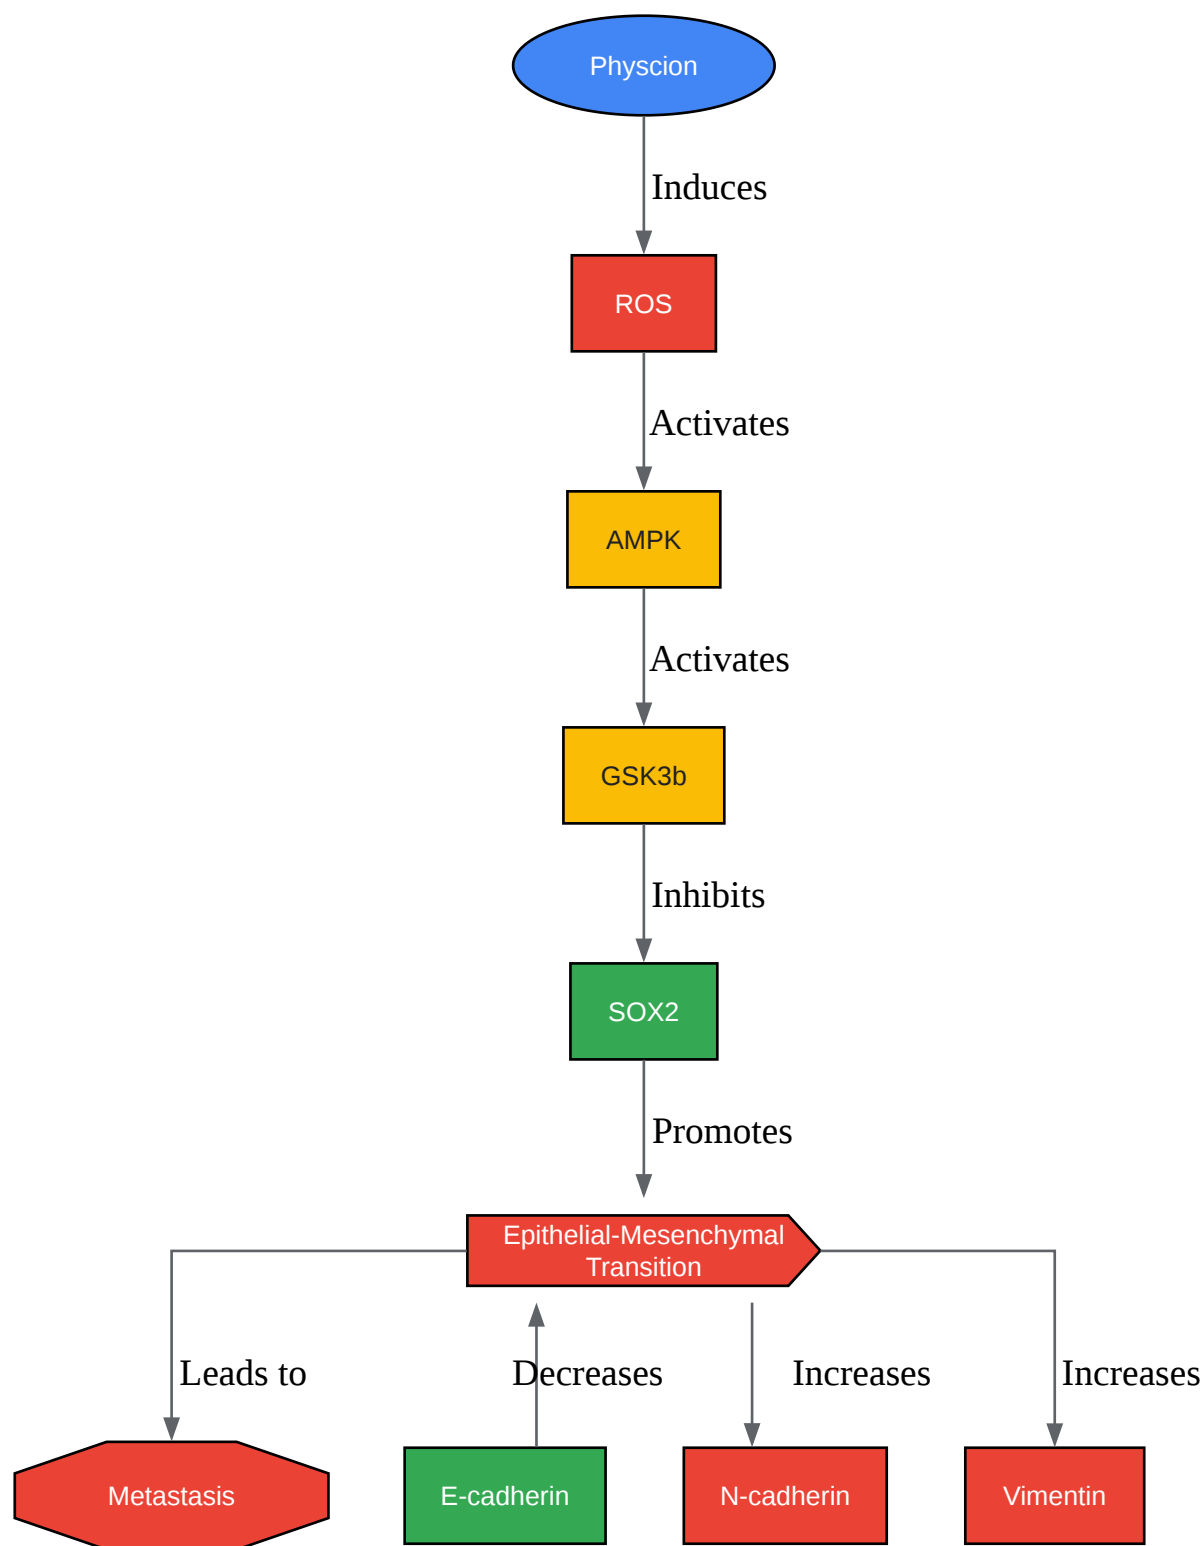 Physcion
Induces
ROS
Activates
AMPK
Activates
GSK3b
Inhibits
SOX2
Promotes
Epithelial-Mesenchymal
Transition
Leads to
Decreases
Increases
Increases
Metastasis
E-cadherin
N-cadherin
Vimentin